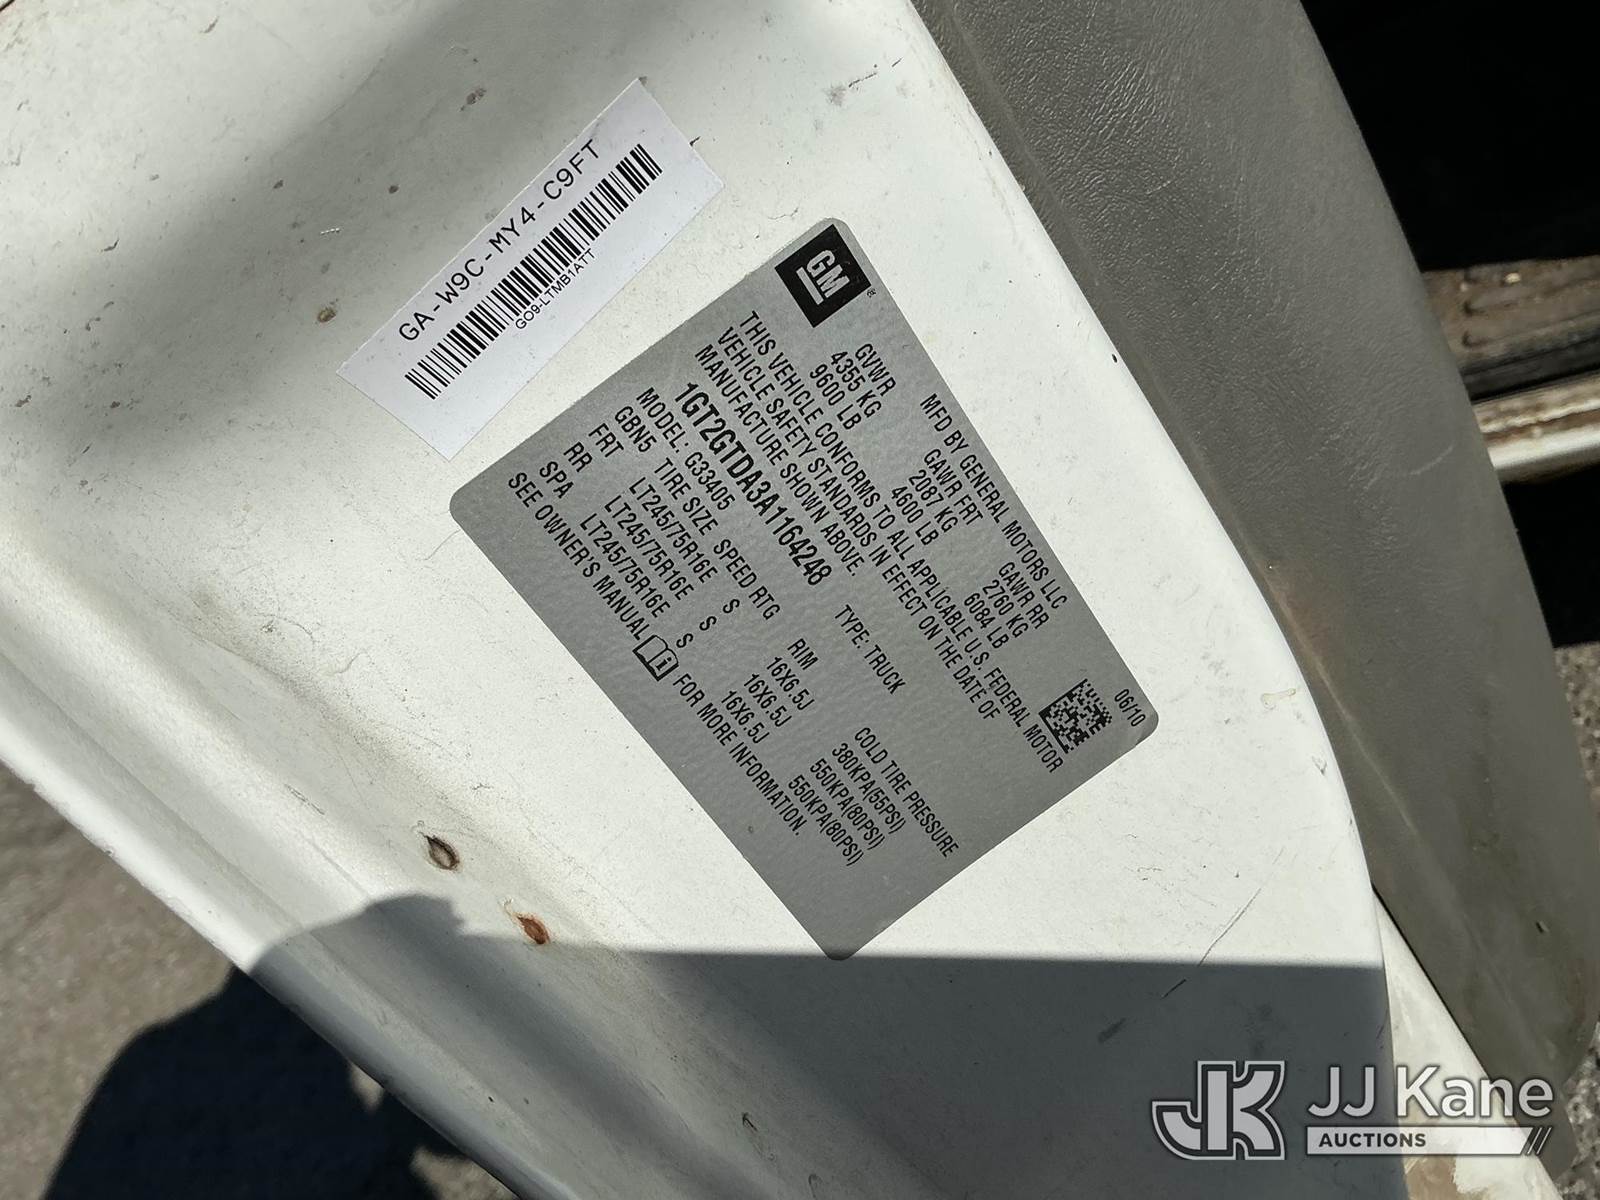 GA-W9C-MY4-C9FT
GO9-LTMB1ATT
GM
®
MFD BY GENERAL MOTORS LLC 06/10
GVWR GAWR FRT GAWR RR
4355 KG 2087 KG 2760 KG
9600 LB 4600 LB 6084 LB
THIS VEHICLE CONFORMS TO ALL APPLICABLE U.S. FEDERAL MOTOR
VEHICLE SAFETY STANDARDS IN EFFECT ON THE DATE OF
MANUFACTURE SHOWN ABOVE.
1GT2GTDA3A1164248 TYPE: TRUCK
MODEL: G33405
GBN5 TIRE SIZE SPEED RTG RIM COLD TIRE PRESSURE
FRT LT245/75R16E S 16X6.5J 380KPA(55PSI)
RR LT245/75R16E S 16X6.5J 550KPA(80PSI)
SPA LT245/75R16E S 16X6.5J 550KPA(80PSI)
SEE OWNER'S MANUAL i FOR MORE INFORMATION.
JK JJ Kane
AUCTIONS